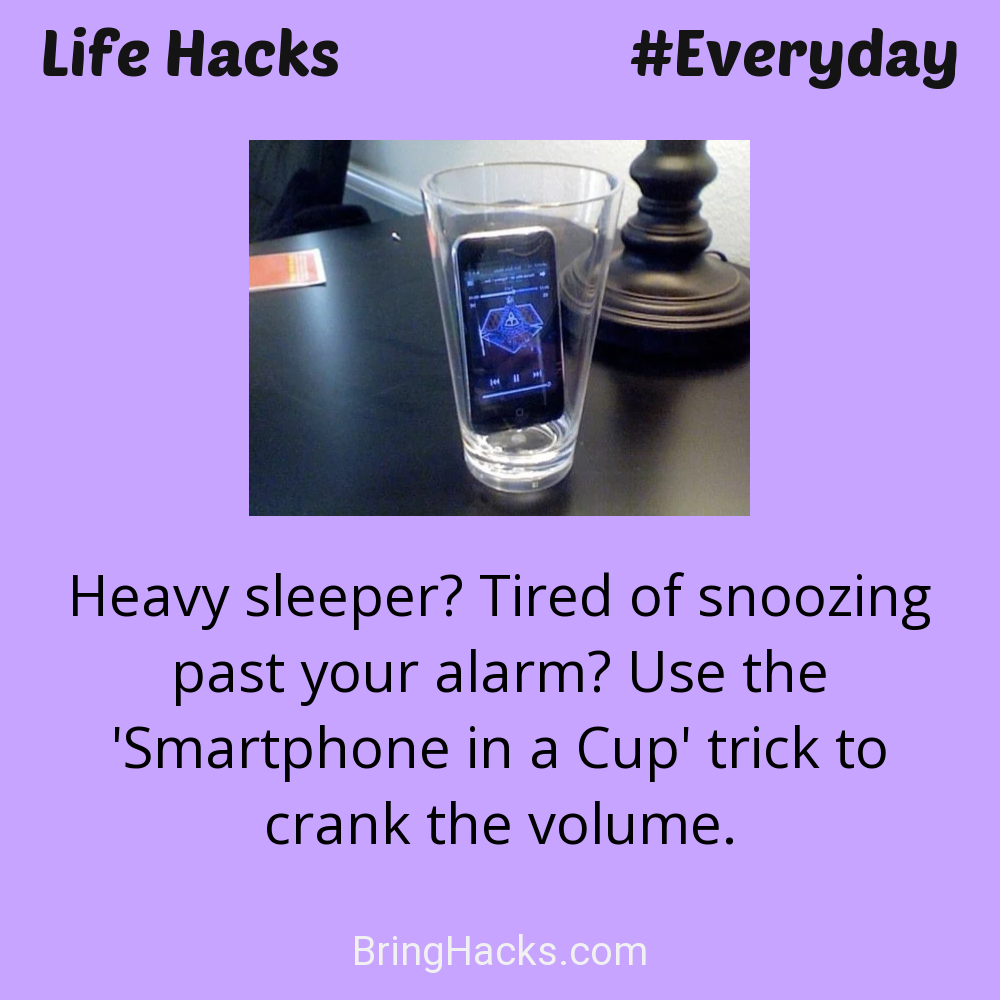 Life Hacks #Everyday
Heavy sleeper? Tired of snoozing
past your alarm? Use the
'Smartphone in a Cup' trick to
crank the volume.
BringHacks.com